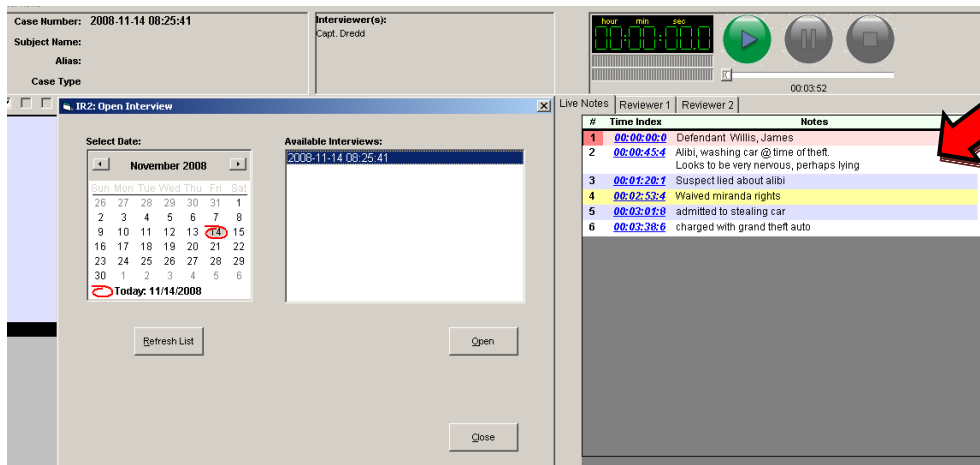 Case Number: 2008-11-14 08:25:41
Subject Name:
Alias:
Case Type
Interviewer(s):
Capt. Dredd
hour min sec
00:00:00.0
00:03:52
IR2: Open Interview
Select Date:
November 2008
Sun Mon Tue Wed Thu Fri Sat
26 27 28 29 30 31 1
2 3 4 5 6 7 8
9 10 11 12 13 14 15
16 17 18 19 20 21 22
23 24 25 26 27 28 29
30 1 2 3 4 5 6
Today: 11/14/2008
Available Interviews:
2008-11-14 08:25:41
Refresh List
Open
Close
Live Notes Reviewer 1 Reviewer 2
# Time Index Notes
1 00:00:00:0 Defendant Willis, James
2 00:00:45:4 Alibi, washing car @ time of theft.
Looks to be very nervous, perhaps lying
3 00:01:20:1 Suspect lied about alibi
4 00:02:53:4 Waived miranda rights
5 00:03:01:8 admitted to stealing car
6 00:03:38:6 charged with grand theft auto